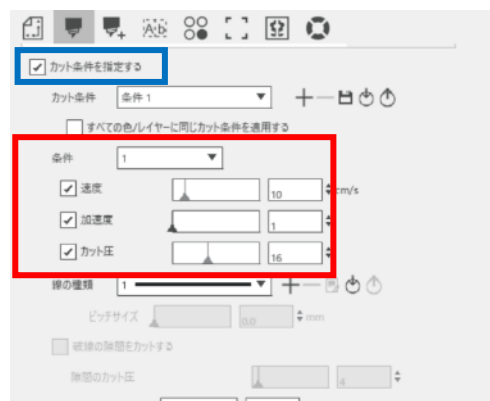 A:b
カット条件を指定する
カット条件 条件 1
すべての色/レイヤーに同じカット条件を適用する
条件 1
速度 10 cm/s
加速度 1
カット圧 16
線の種類 1
ピッチサイズ 0.0 mm
破線の隙間をカットする
隙間のカット圧 4